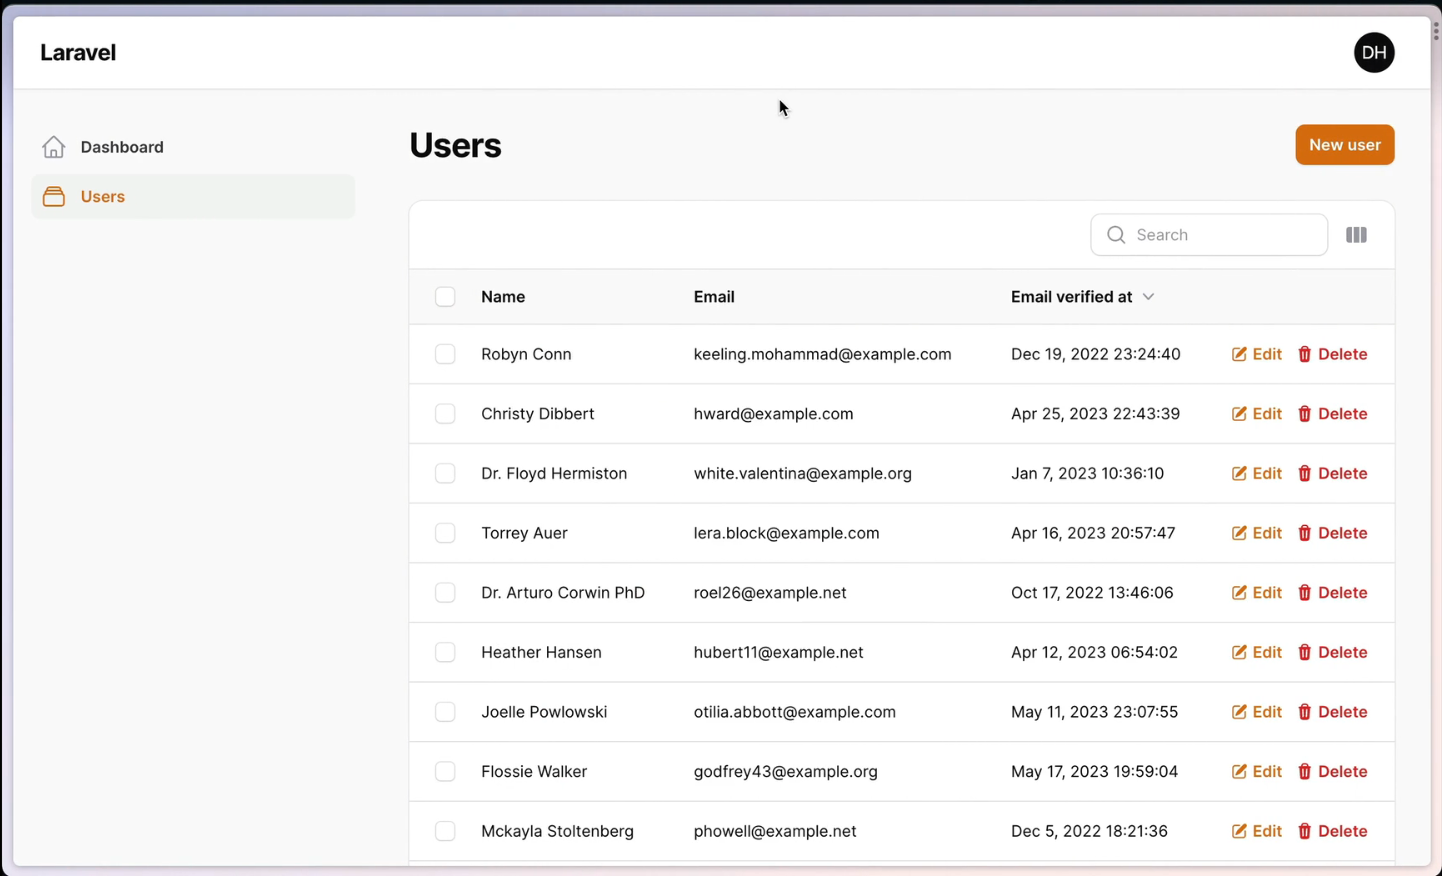 Laravel
DH
Dashboard
Users
Users
New user
Search
Name Email Email verified at
Robyn Conn keeling.mohammad@example.com Dec 19, 2022 23:24:40 Edit Delete
Christy Dibbert hward@example.com Apr 25, 2023 22:43:39 Edit Delete
Dr. Floyd Hermiston white.valentina@example.org Jan 7, 2023 10:36:10 Edit Delete
Torrey Auer lera.block@example.com Apr 16, 2023 20:57:47 Edit Delete
Dr. Arturo Corwin PhD roel26@example.net Oct 17, 2022 13:46:06 Edit Delete
Heather Hansen hubert11@example.net Apr 12, 2023 06:54:02 Edit Delete
Joelle Powlowski otilia.abbott@example.com May 11, 2023 23:07:55 Edit Delete
Flossie Walker godfrey43@example.org May 17, 2023 19:59:04 Edit Delete
Mckayla Stoltenberg phowell@example.net Dec 5, 2022 18:21:36 Edit Delete